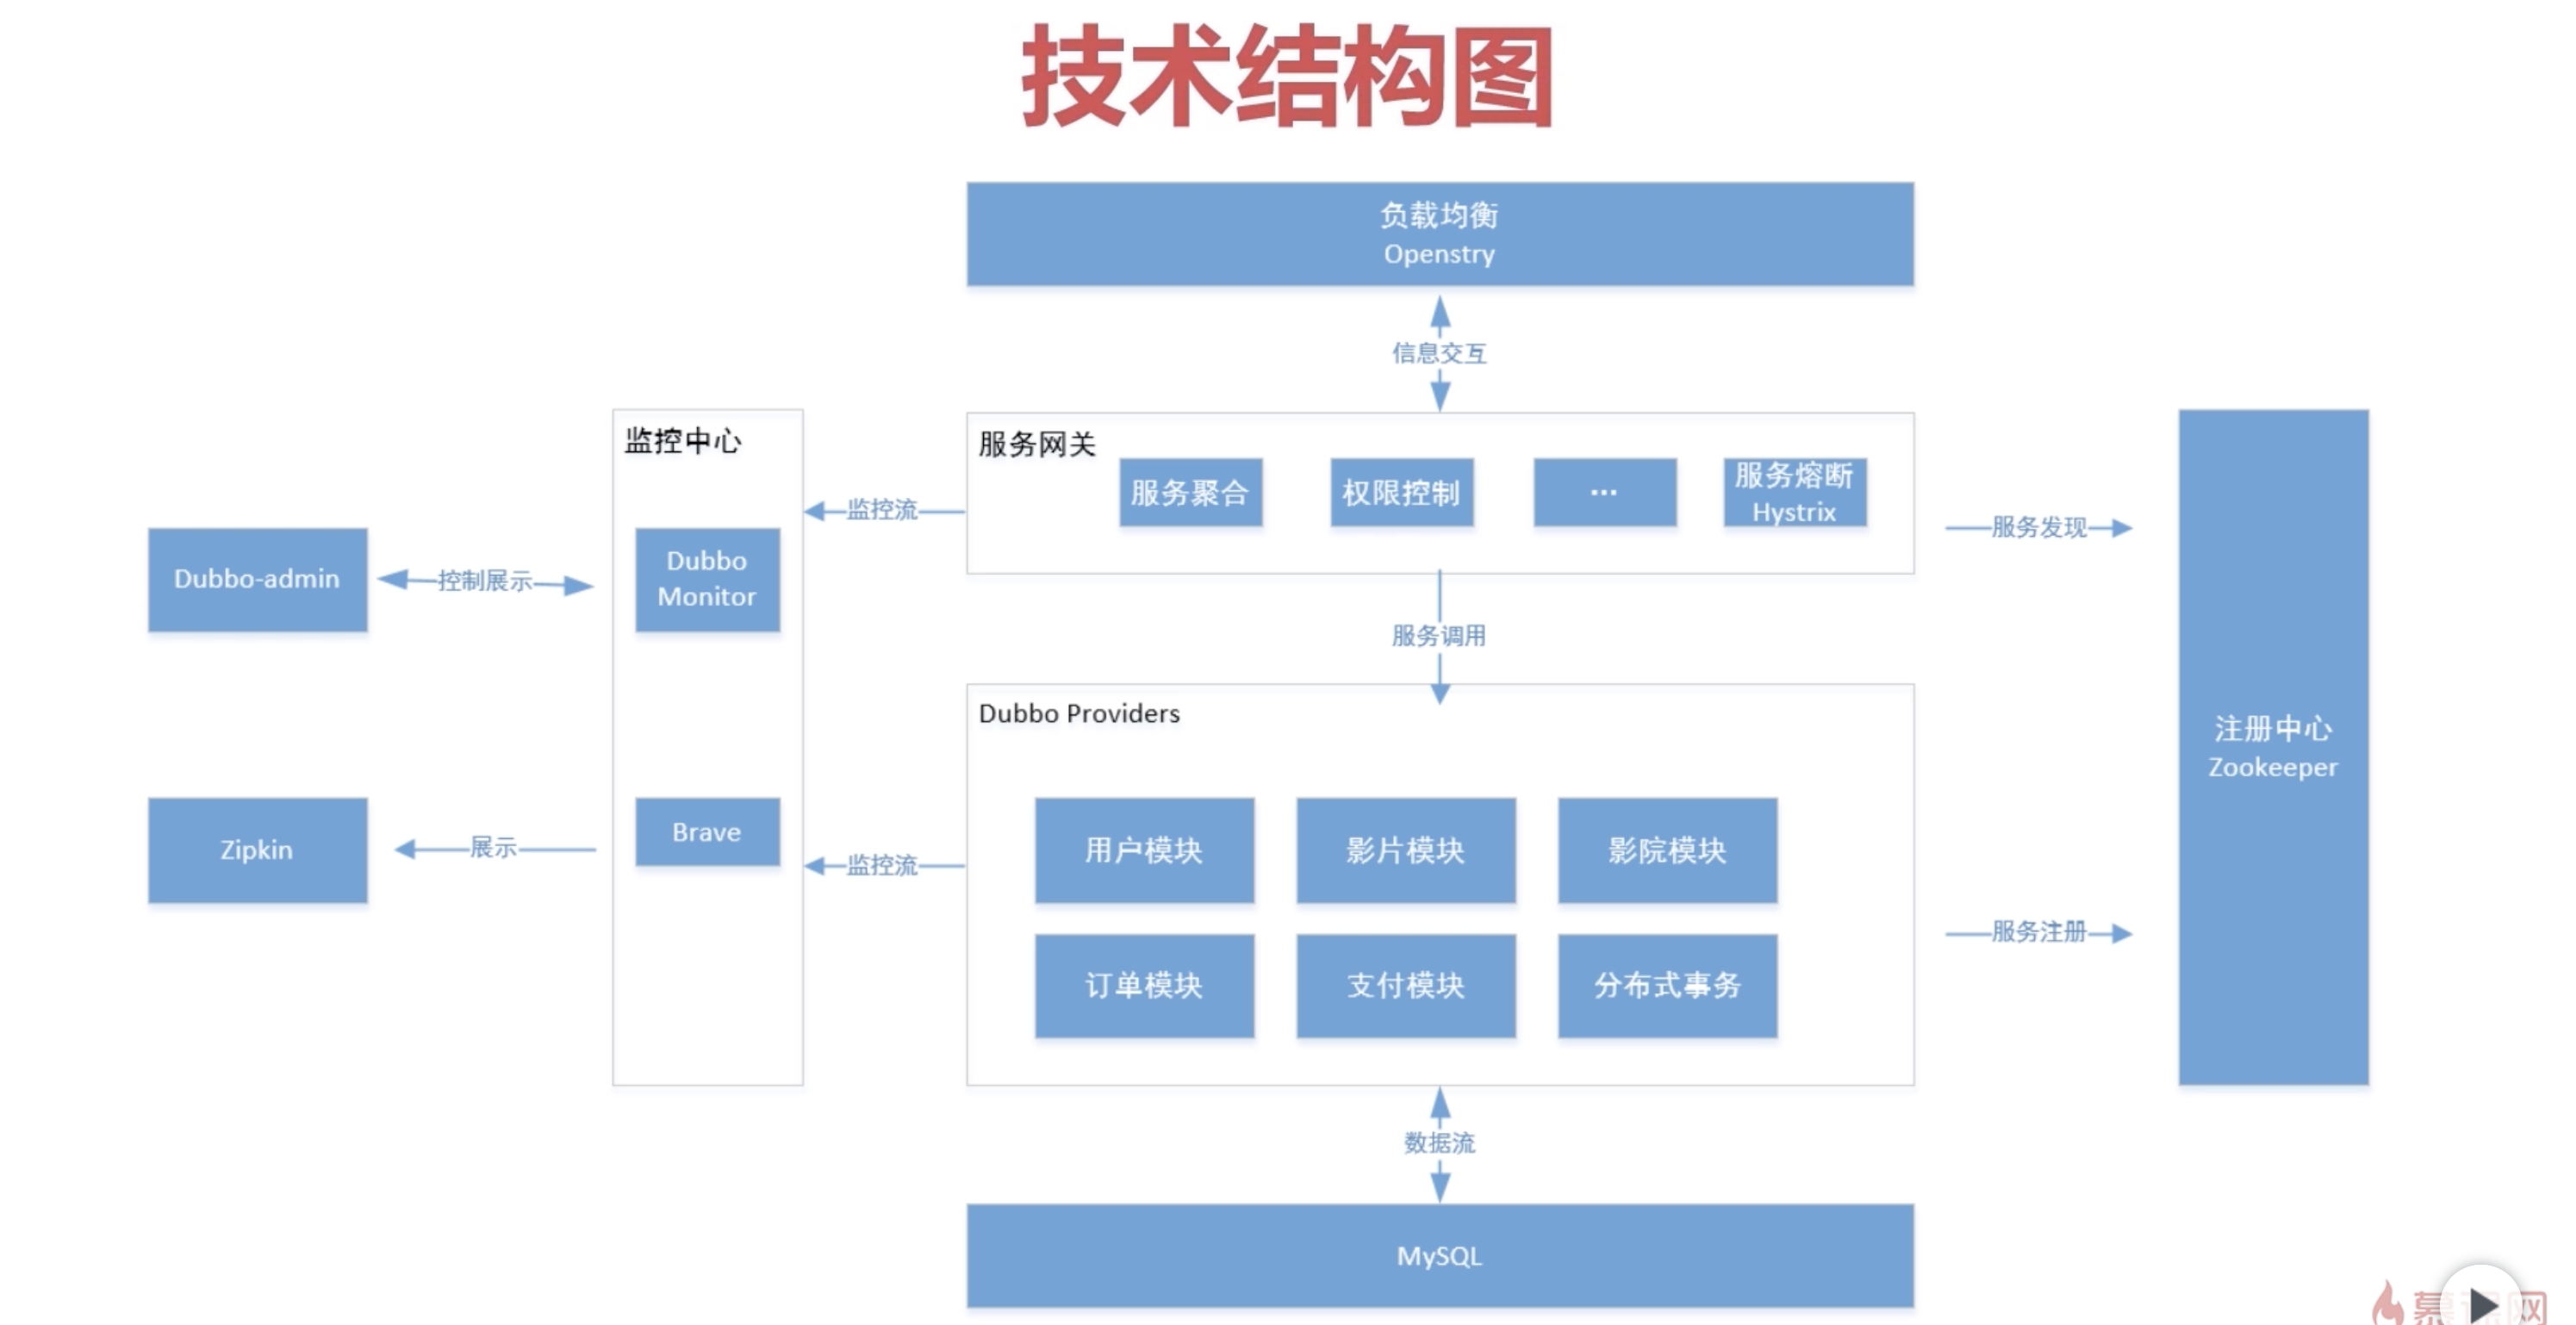 技术结构图
负载均衡
Openstry
信息交互
监控中心
服务网关
服务聚合
权限控制
...
服务熔断
Hystrix
监控流
服务发现
Dubbo-admin
控制展示
Dubbo
Monitor
服务调用
Dubbo Providers
注册中心
Zookeeper
Zipkin
展示
Brave
监控流
用户模块
影片模块
影院模块
订单模块
支付模块
分布式事务
服务注册
数据流
MySQL